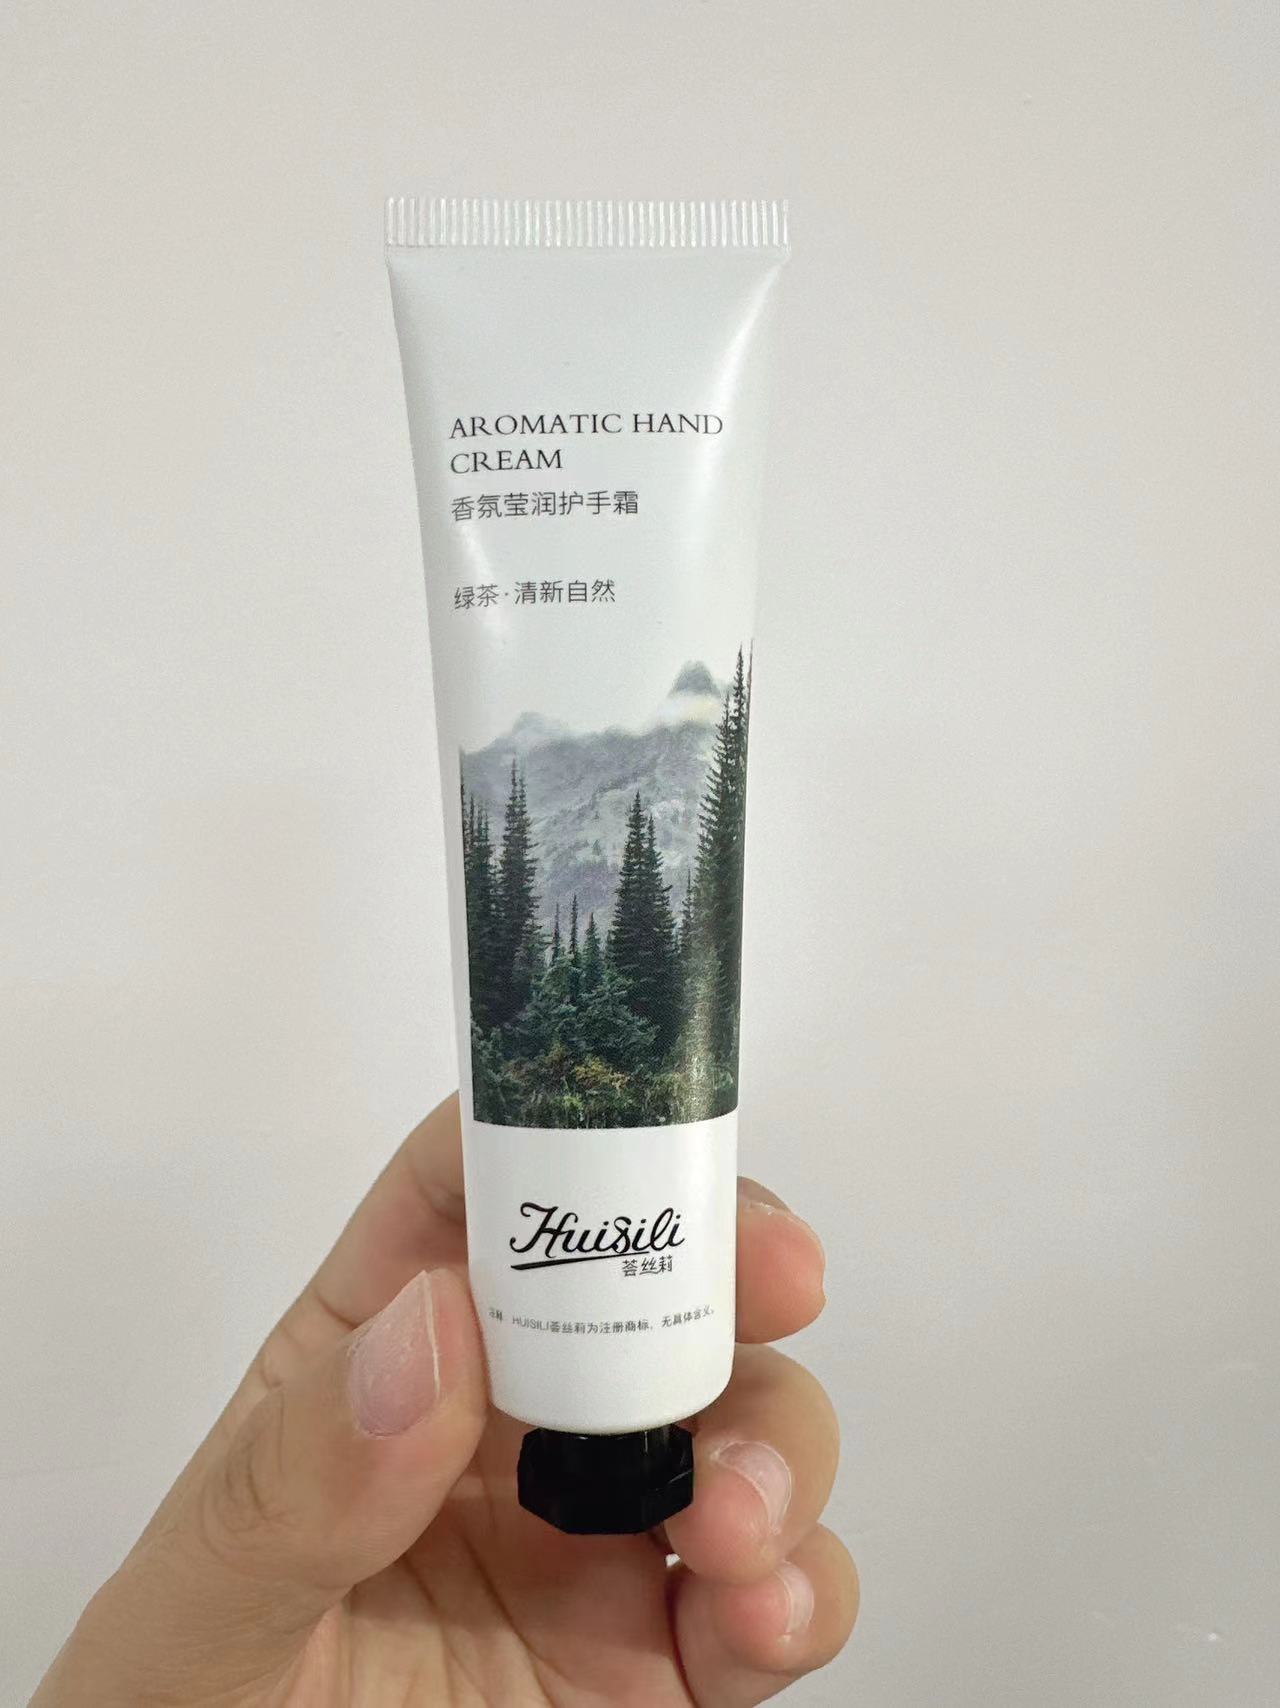 AROMATIC HAND
CREAM
香氛莹润护手霜
绿茶·清新自然
Huisili
荟丝莉
注释：HUISILI荟丝莉为注册商标，无具体含义。